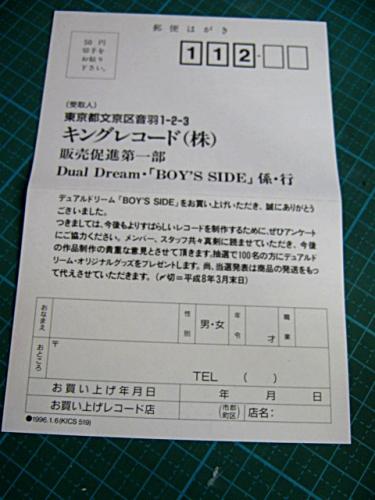 郵便はがき
50円
切手を
お貼り
下さい。
112-
（受取人）
東京都文京区音羽1-2-3
キングレコード（株）
販売促進第一部
Dual Dream・「BOY'S SIDE」係・行
デュアルドリーム「BOY'S SIDE」をお買い上げいただき、誠にありがとう
ございました。
つきましては、今後もよりすばらしいレコードを制作するために、ぜひアンケート
にご協力ください。メンバー、スタッフ共々真剣に読ませていただき、今後
の作品制作の貴重な意見とさせて頂きます。抽選で100名の方にデュアルド
リーム・オリジナルグッズをプレゼントします。尚、当選発表は商品の発送をもっ
て代えさせていただきます。（〆切＝平成8年3月末日）
おなまえ 性別 男・女 年令 才 職業
おところ 〒
TEL （ ）
お買い上げ年月日 年 月 日
お買い上げレコード店 （市郡町区） 店名：
●1996.1.6(KICS 519)